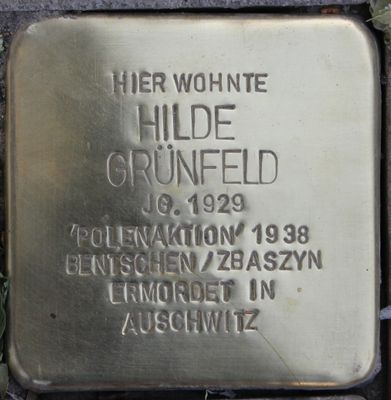 HIER WOHNTE
HILDE
GRÜNFELD
JG. 1929
'POLENAKTION' 1938
BENTSCHEN/ZBASZYN
ERMORDET IN
AUSCHWITZ